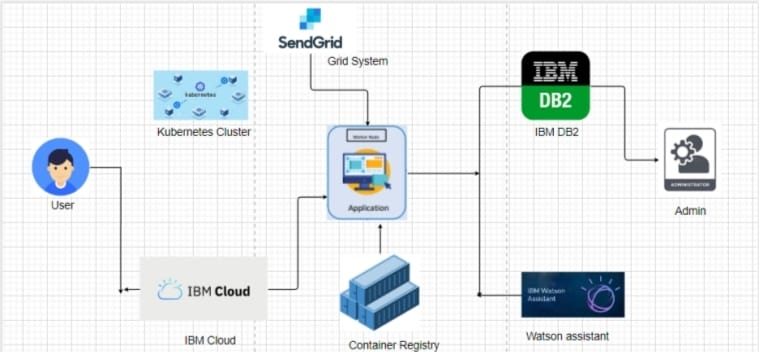 SendGrid
Grid System
kubernetes
Kubernetes Cluster
IBM
DB2
IBM DB2
Worker Node
Application
User
ADMINISTRATOR
Admin
IBM Cloud
IBM Cloud
IBM Watson
Assistant
Container Registry
Watson assistant